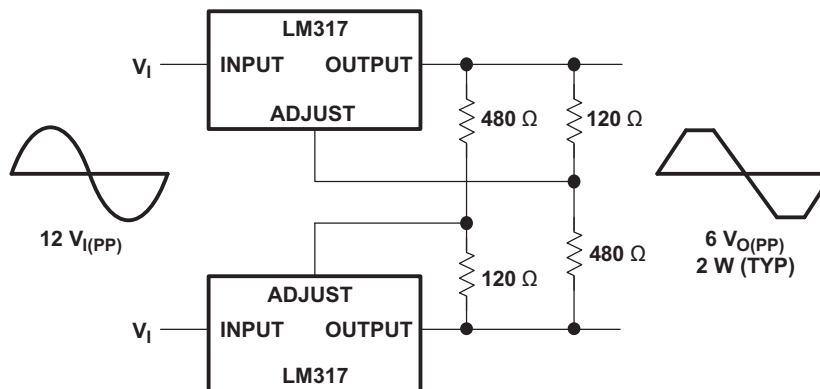 LM317
V_I INPUT OUTPUT
ADJUST
480 Ω 120 Ω
12 V_I(PP)
6 V_O(PP)
2 W (TYP)
120 Ω 480 Ω
ADJUST
V_I INPUT OUTPUT
LM317